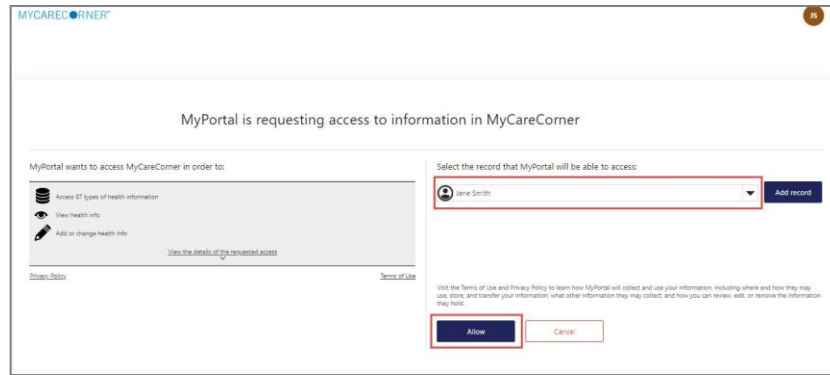 MYCARECORNER™
JS
MyPortal is requesting access to information in MyCareCorner
MyPortal wants to access MyCareCorner in order to:
Access 87 types of health information
View health info
Add or change health info
View the details of the requested access
Privacy Policy
Terms of Use
Select the record that MyPortal will be able to access:
Jane Smith
Add record
Visit the Terms of Use and Privacy Policy to learn how MyPortal will collect and use your information, including where and how they may
use, store, and transfer your information; what other information they may collect; and how you can review, edit, or remove the information
they hold.
Allow
Cancel